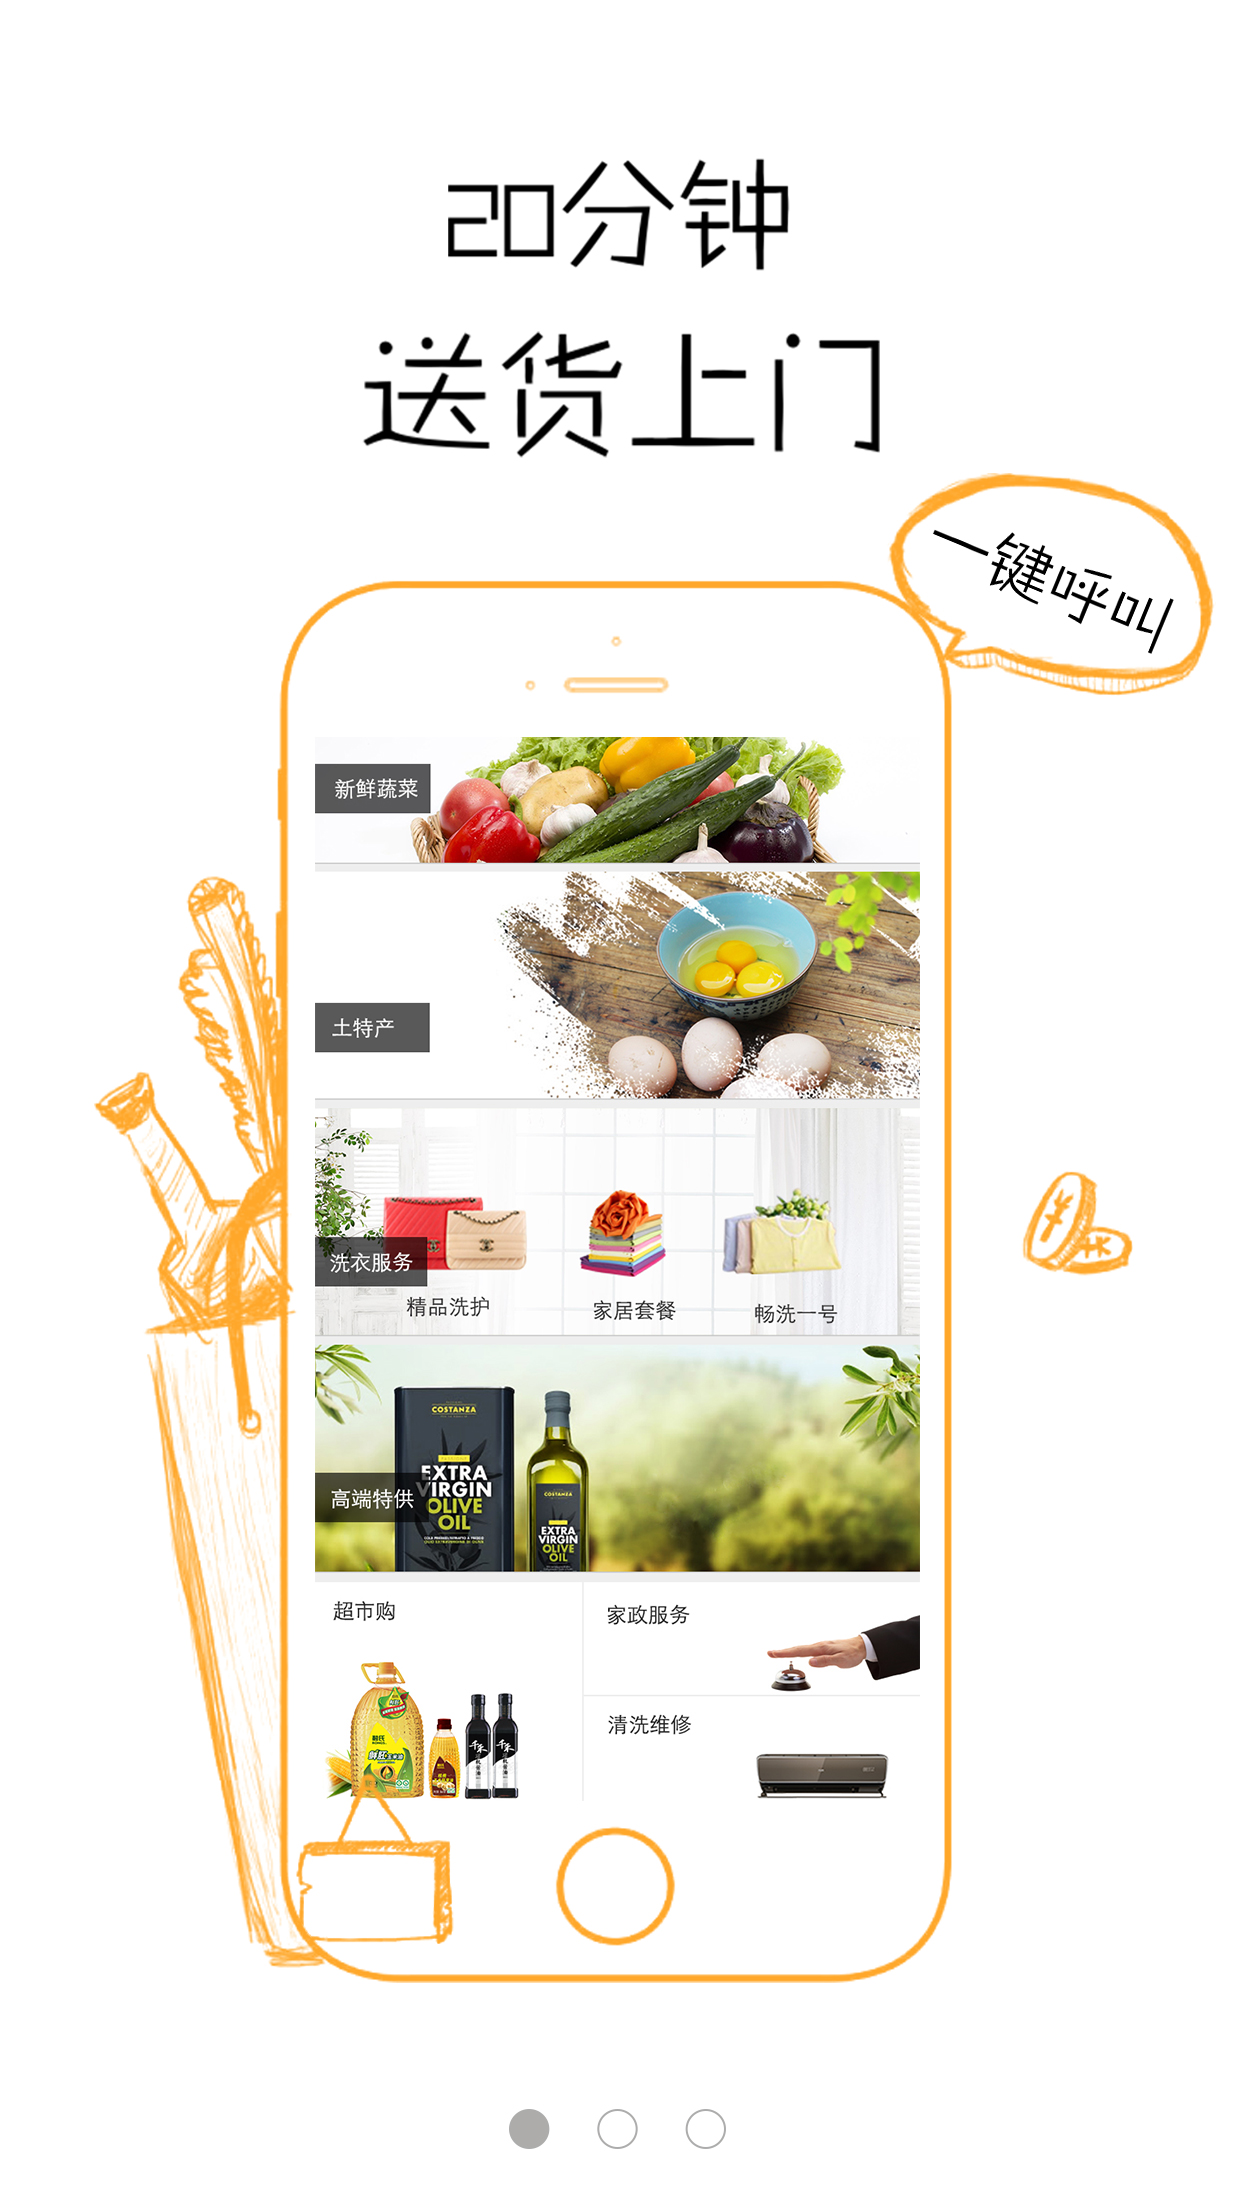 20分钟
送货上门
一键呼叫
新鲜蔬菜
土特产
洗衣服务
精品洗护
家居套餐
畅洗一号
COSTANZA
EXTRA
VIRGIN
OLIVE
OIL
COSTANZA
EXTRA
VIRGIN
OLIVE
OIL
高端特供
超市购
家政服务
清洗维修
千禾